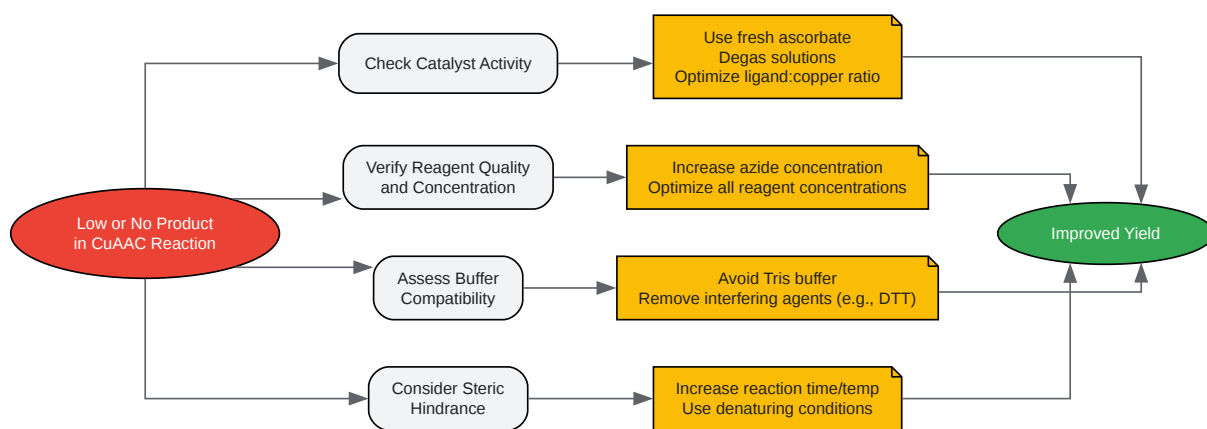 Low or No Product
in CuAAC Reaction
Check Catalyst Activity
Use fresh ascorbate
Degas solutions
Optimize ligand:copper ratio
Verify Reagent Quality
and Concentration
Increase azide concentration
Optimize all reagent concentrations
Assess Buffer
Compatibility
Avoid Tris buffer
Remove interfering agents (e.g., DTT)
Consider Steric
Hindrance
Increase reaction time/temp
Use denaturing conditions
Improved Yield